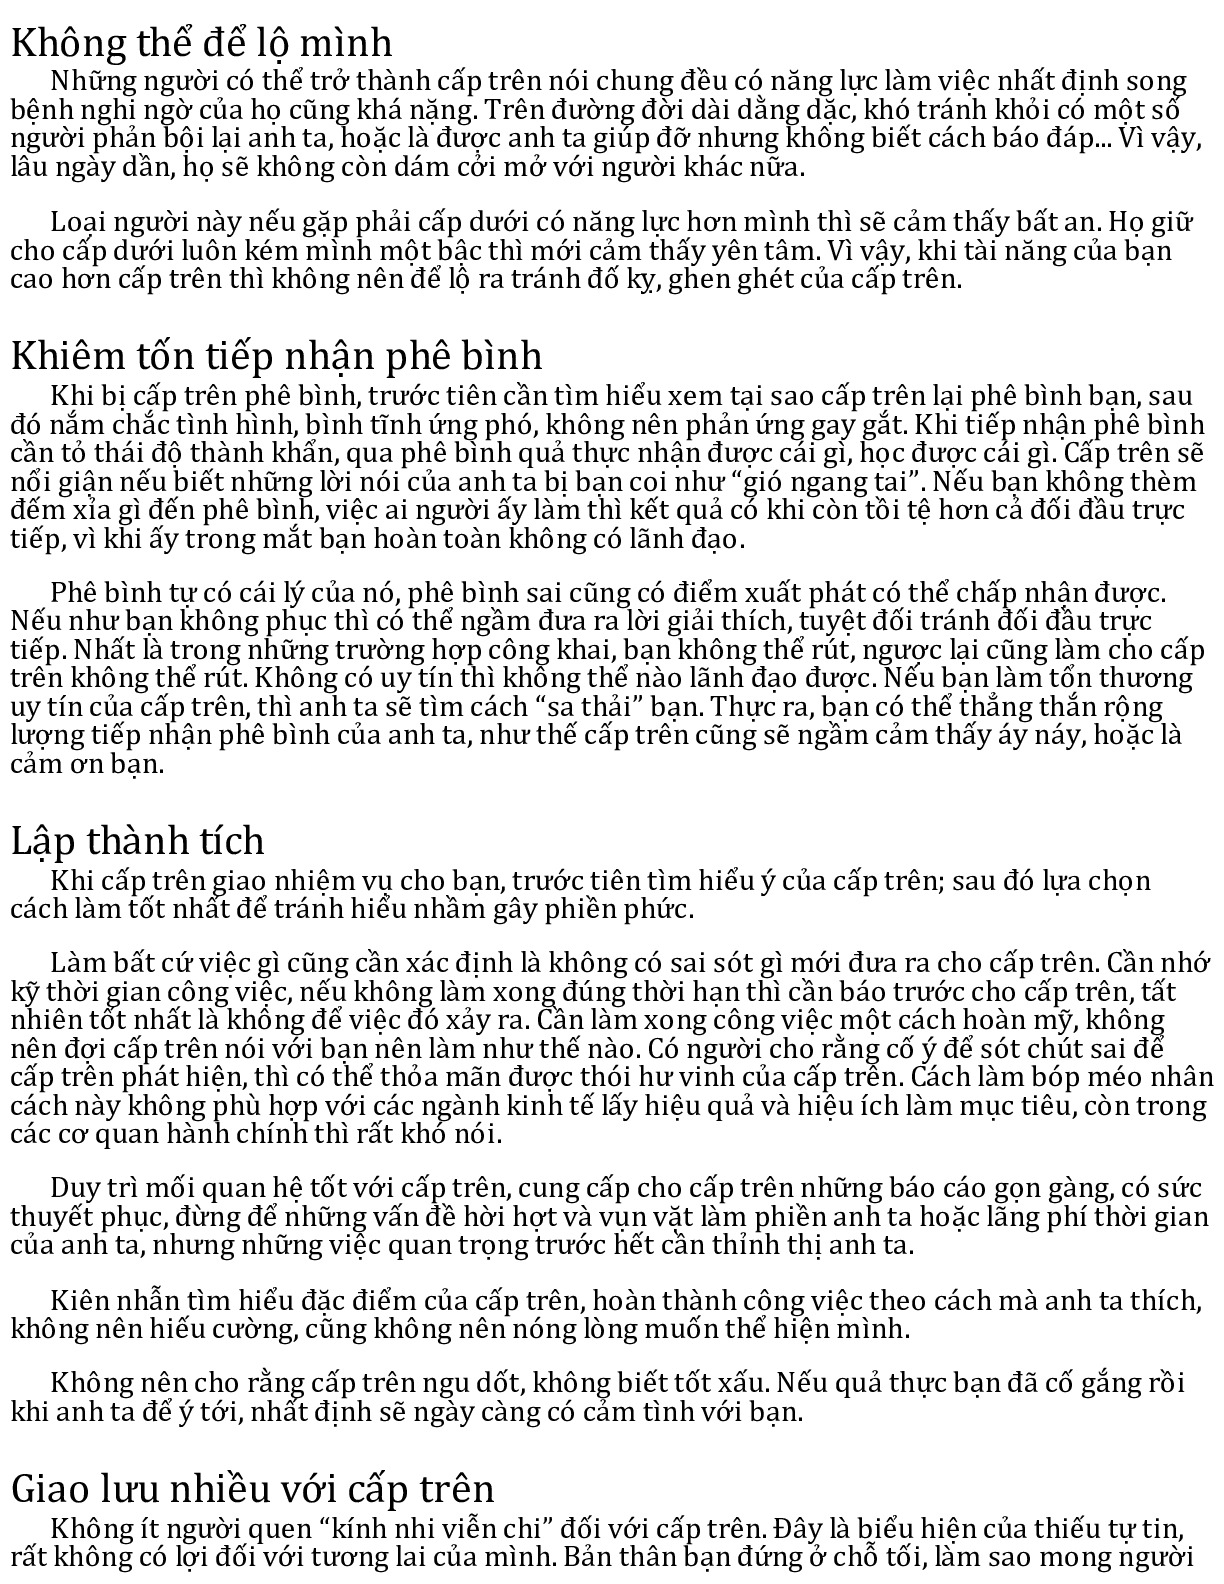 Không thể để lộ mình
Những người có thể trở thành cấp trên nói chung đều có năng lực làm việc nhất định song
bệnh nghi ngờ của họ cũng khá nặng. Trên đường đời dài dằng dặc, khó tránh khỏi có một số
người phản bội lại anh ta, hoặc là được anh ta giúp đỡ nhưng không biết cách báo đáp... Vì vậy,
lâu ngày dần, họ sẽ không còn dám cởi mở với người khác nữa.
Loại người này nếu gặp phải cấp dưới có năng lực hơn mình thì sẽ cảm thấy bất an. Họ giữ
cho cấp dưới luôn kém mình một bậc thì mới cảm thấy yên tâm. Vì vậy, khi tài năng của bạn
cao hơn cấp trên thì không nên để lộ ra tránh đố kỵ, ghen ghét của cấp trên.
Khiêm tốn tiếp nhận phê bình
Khi bị cấp trên phê bình, trước tiên cần tìm hiểu xem tại sao cấp trên lại phê bình bạn, sau
đó nắm chắc tình hình, bình tĩnh ứng phó, không nên phản ứng gay gắt. Khi tiếp nhận phê bình
cần tỏ thái độ thành khẩn, qua phê bình quả thực nhận được cái gì, học được cái gì. Cấp trên sẽ
nổi giận nếu biết những lời nói của anh ta bị bạn coi như “gió ngang tai”. Nếu bạn không thèm
đếm xỉa gì đến phê bình, việc ai người ấy làm thì kết quả có khi còn tồi tệ hơn cả đối đầu trực
tiếp, vì khi ấy trong mắt bạn hoàn toàn không có lãnh đạo.
Phê bình tự có cái lý của nó, phê bình sai cũng có điểm xuất phát có thể chấp nhận được.
Nếu như bạn không phục thì có thể ngầm đưa ra lời giải thích, tuyệt đối tránh đối đầu trực
tiếp. Nhất là trong những trường hợp công khai, bạn không thể rút, ngược lại cũng làm cho cấp
trên không thể rút. Không có uy tín thì không thể nào lãnh đạo được. Nếu bạn làm tổn thương
uy tín của cấp trên, thì anh ta sẽ tìm cách “sa thải” bạn. Thực ra, bạn có thể thẳng thắn rộng
lượng tiếp nhận phê bình của anh ta, như thế cấp trên cũng sẽ ngầm cảm thấy áy náy, hoặc là
cảm ơn bạn.
Lập thành tích
Khi cấp trên giao nhiệm vụ cho bạn, trước tiên tìm hiểu ý của cấp trên; sau đó lựa chọn
cách làm tốt nhất để tránh hiểu nhầm gây phiền phức.
Làm bất cứ việc gì cũng cần xác định là không có sai sót gì mới đưa ra cho cấp trên. Cần nhớ
kỹ thời gian công việc, nếu không làm xong đúng thời hạn thì cần báo trước cho cấp trên, tất
nhiên tốt nhất là không để việc đó xảy ra. Cần làm xong công việc một cách hoàn mỹ, không
nên đợi cấp trên nói với bạn nên làm như thế nào. Có người cho rằng cố ý để sót chút sai để
cấp trên phát hiện, thì có thể thỏa mãn được thói hư vinh của cấp trên. Cách làm bóp méo nhân
cách này không phù hợp với các ngành kinh tế lấy hiệu quả và hiệu ích làm mục tiêu, còn trong
các cơ quan hành chính thì rất khó nói.
Duy trì mối quan hệ tốt với cấp trên, cung cấp cho cấp trên những báo cáo gọn gàng, có sức
thuyết phục, đừng để những vấn đề hời hợt và vụn vặt làm phiền anh ta hoặc lãng phí thời gian
của anh ta, nhưng những việc quan trọng trước hết cần thỉnh thị anh ta.
Kiên nhẫn tìm hiểu đặc điểm của cấp trên, hoàn thành công việc theo cách mà anh ta thích,
không nên hiếu cường, cũng không nên nóng lòng muốn thể hiện mình.
Không nên cho rằng cấp trên ngu dốt, không biết tốt xấu. Nếu quả thực bạn đã cố gắng rồi
khi anh ta để ý tới, nhất định sẽ ngày càng có cảm tình với bạn.
Giao lưu nhiều với cấp trên
Không ít người quen “kính nhi viễn chi” đối với cấp trên. Đây là biểu hiện của thiếu tự tin,
rất không có lợi đối với tương lai của mình. Bản thân bạn đứng ở chỗ tối, làm sao mong người